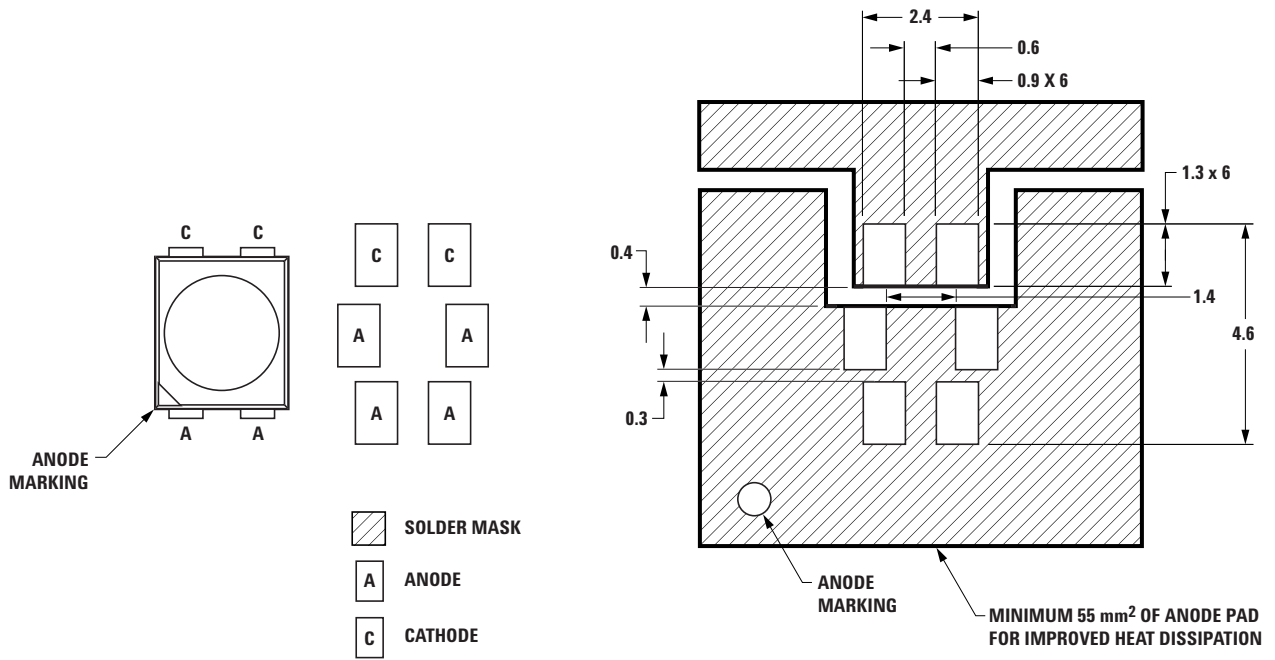 2.4
0.6
0.9 X 6
1.3 x 6
C C
C C
0.4
1.4
A A
4.6
A A
0.3
A A
ANODE
MARKING
SOLDER MASK
A ANODE
C CATHODE
ANODE
MARKING
MINIMUM 55 mm² OF ANODE PAD
FOR IMPROVED HEAT DISSIPATION